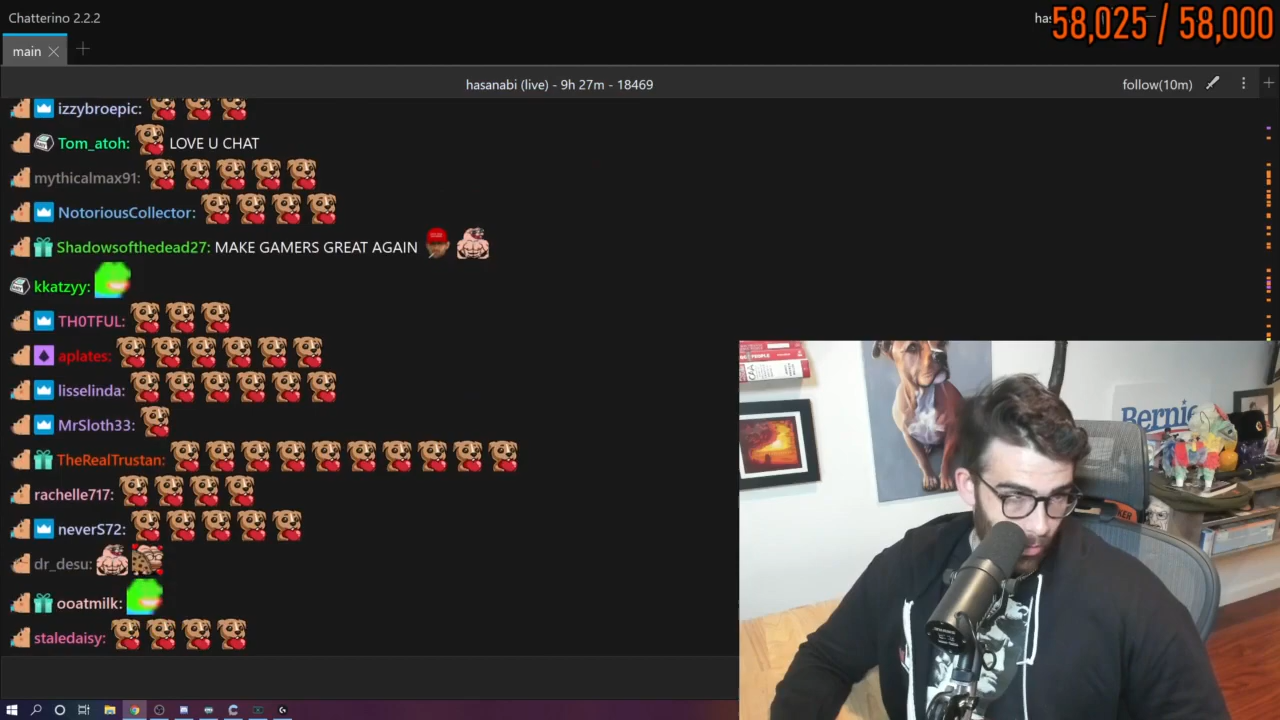 Chatterino 2.2.2
58,025 / 58,000
main
hasanabi (live) - 9h 27m - 18469
follow(10m)
izzybroepic:
Tom_atoh: LOVE U CHAT
mythicalmax91:
NotoriousCollector:
Shadowsofthedead27: MAKE GAMERS GREAT AGAIN
kkatzyy:
TH0TFUL:
aplates:
lisselinda:
MrSloth33:
TheRealTrustan:
rachelle717:
neverS72:
dr_desu:
ooatmilk:
staledaisy:
Bernie